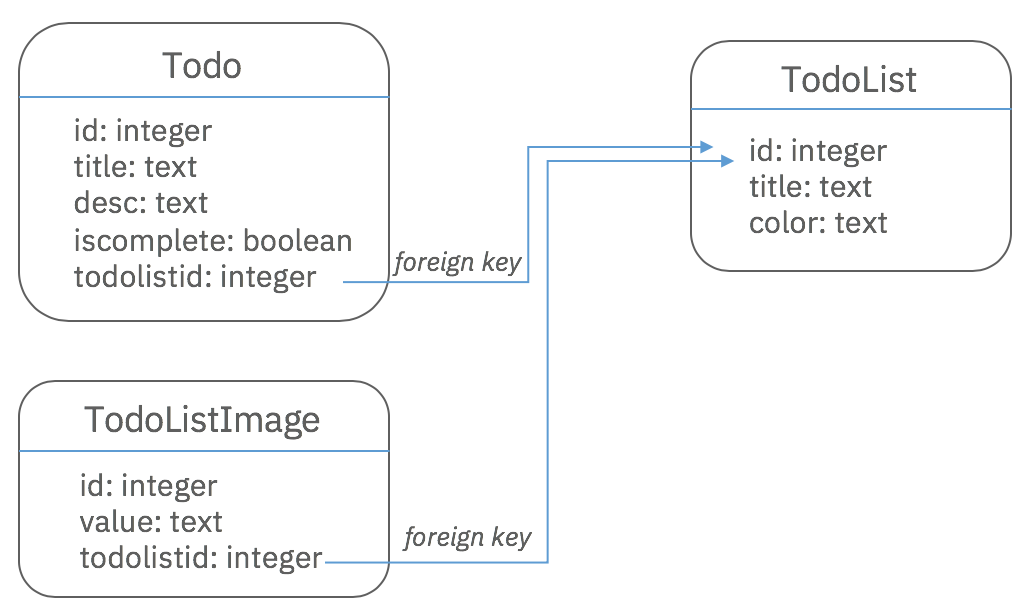 Todo
id: integer
title: text
desc: text
iscomplete: boolean
todolistid: integer
foreign key
TodoList
id: integer
title: text
color: text
TodoListImage
id: integer
value: text
todolistid: integer
foreign key